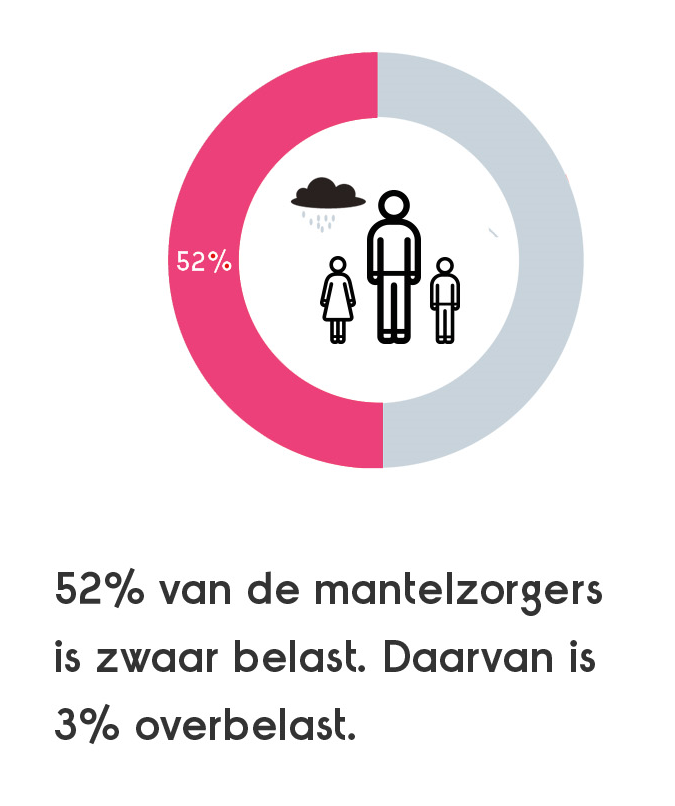 52%
52% van de mantelzorgers
is zwaar belast. Daarvan is
3% overbelast.